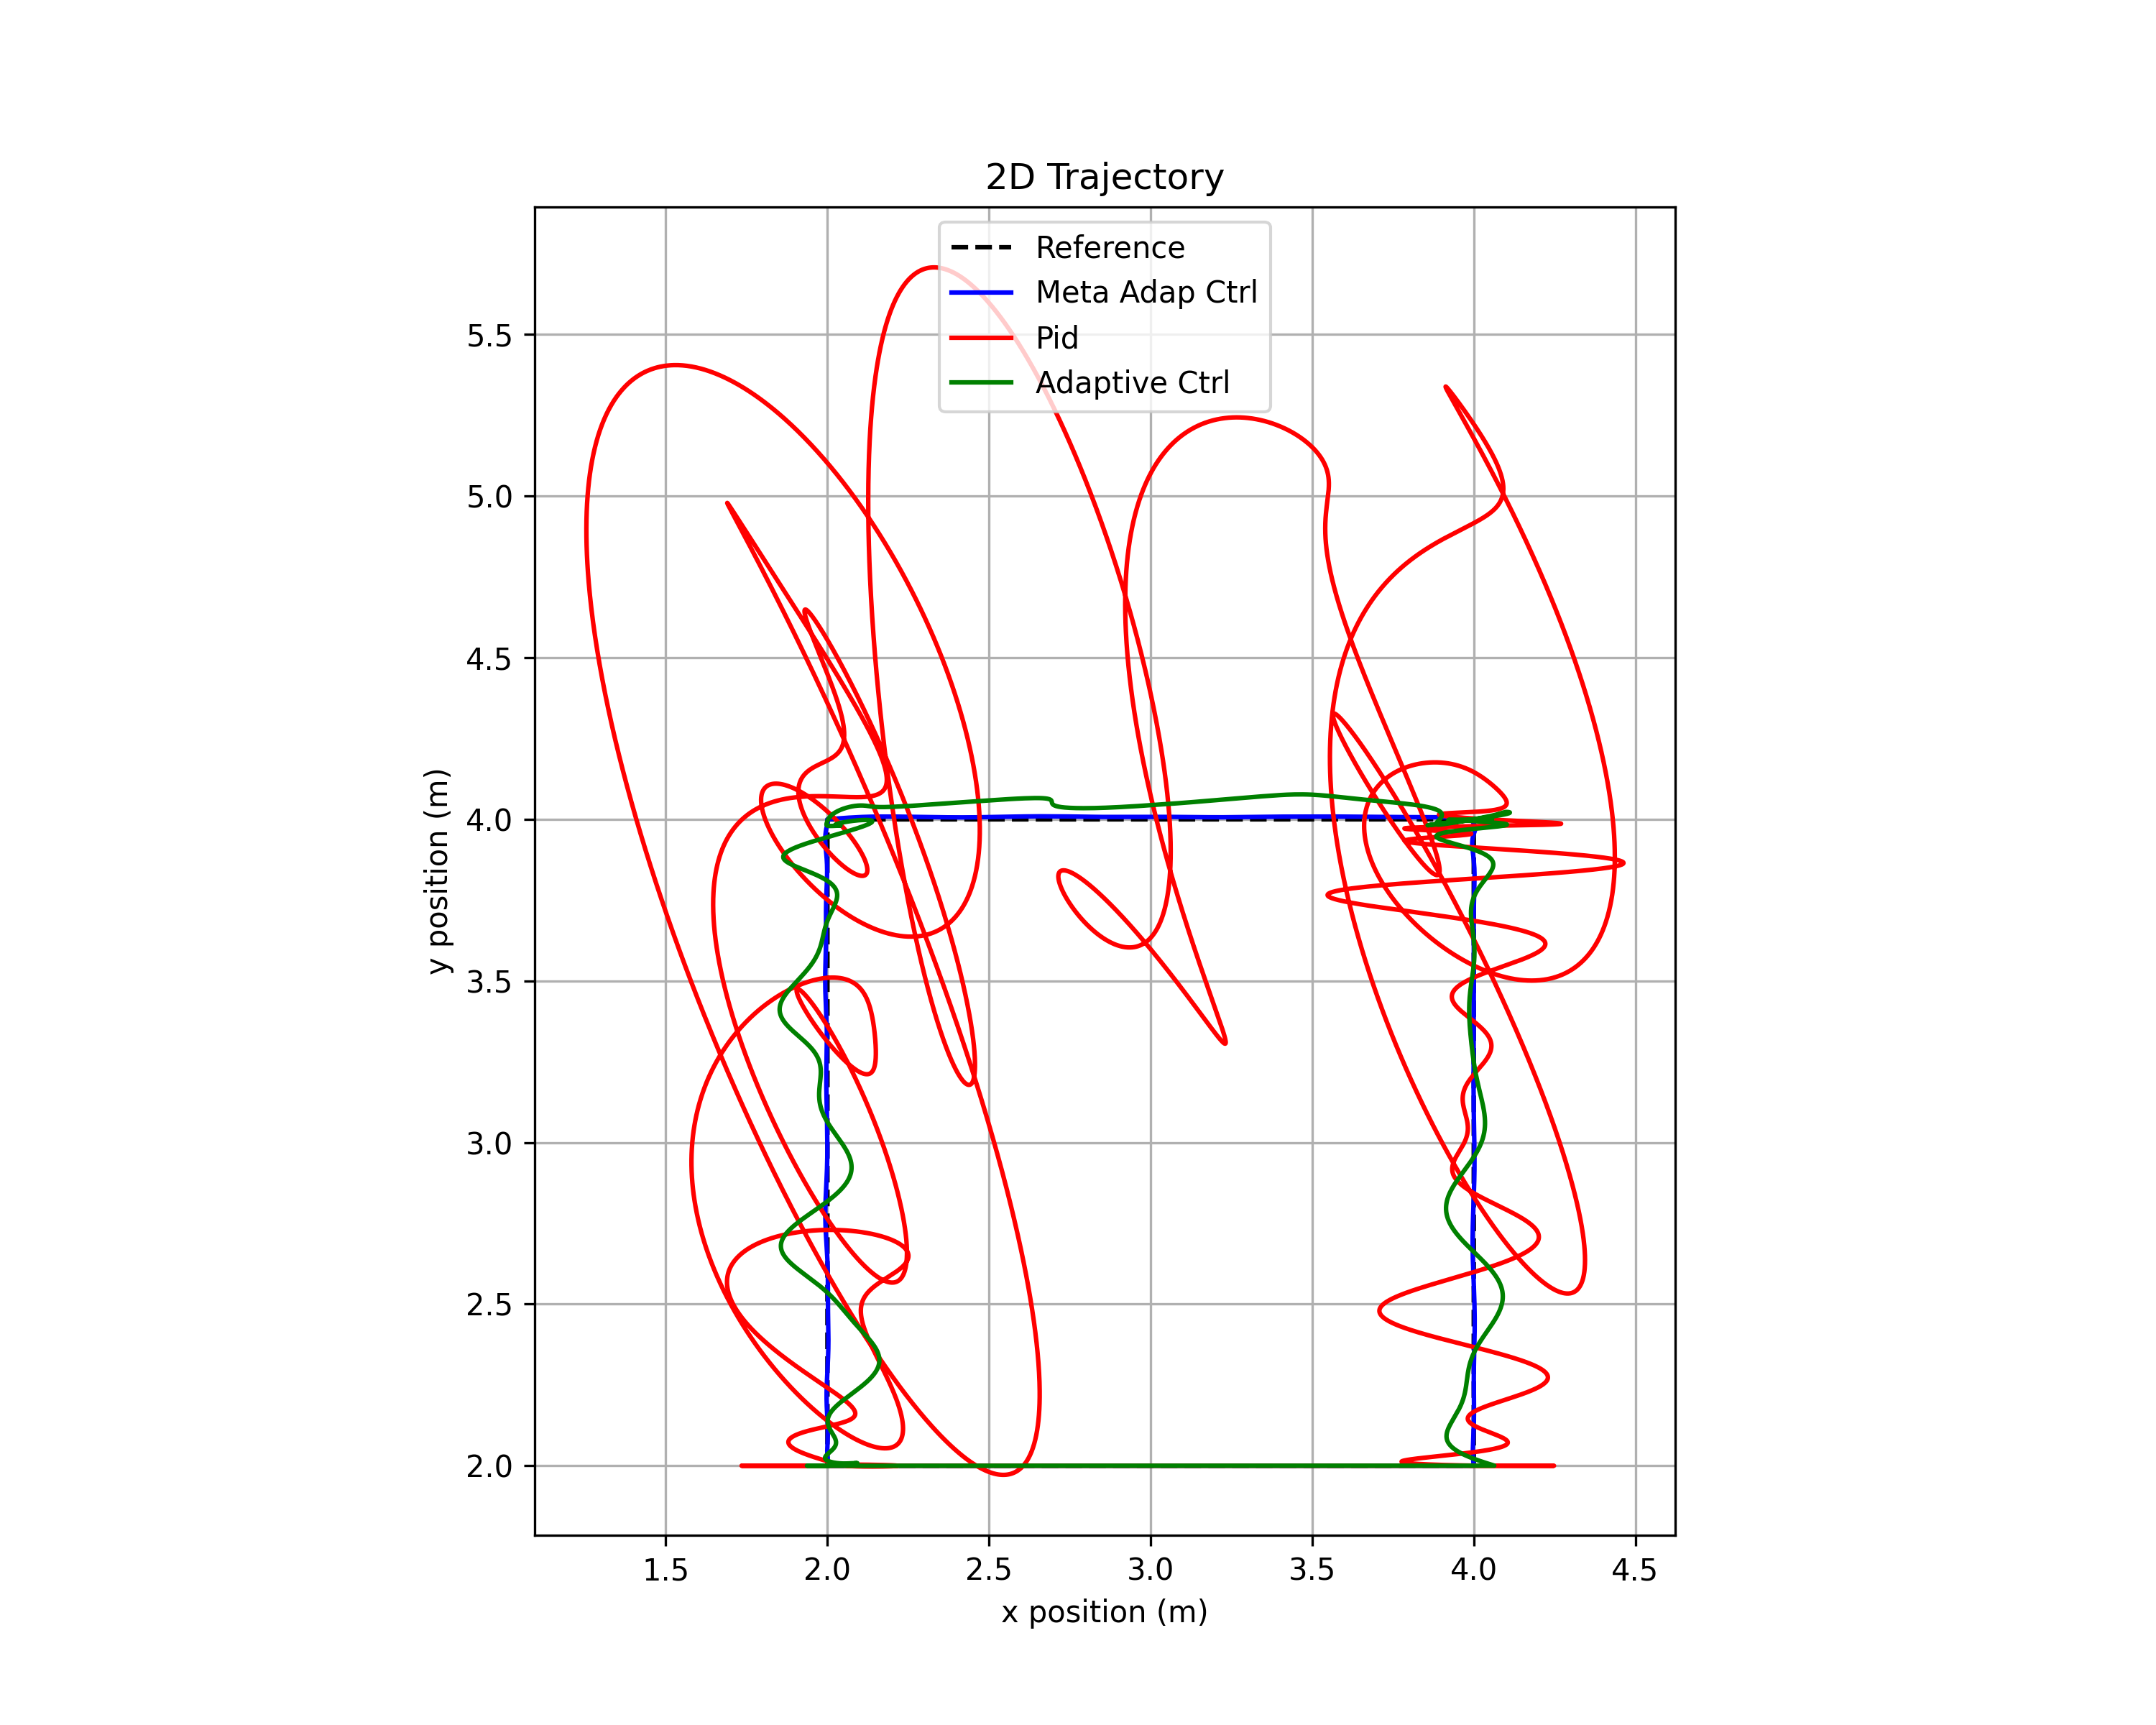 2D Trajectory
Reference
Meta Adap Ctrl
Pid
Adaptive Ctrl
y position (m)
5.5
5.0
4.5
4.0
3.5
3.0
2.5
2.0
1.5 2.0 2.5 3.0 3.5 4.0 4.5
x position (m)